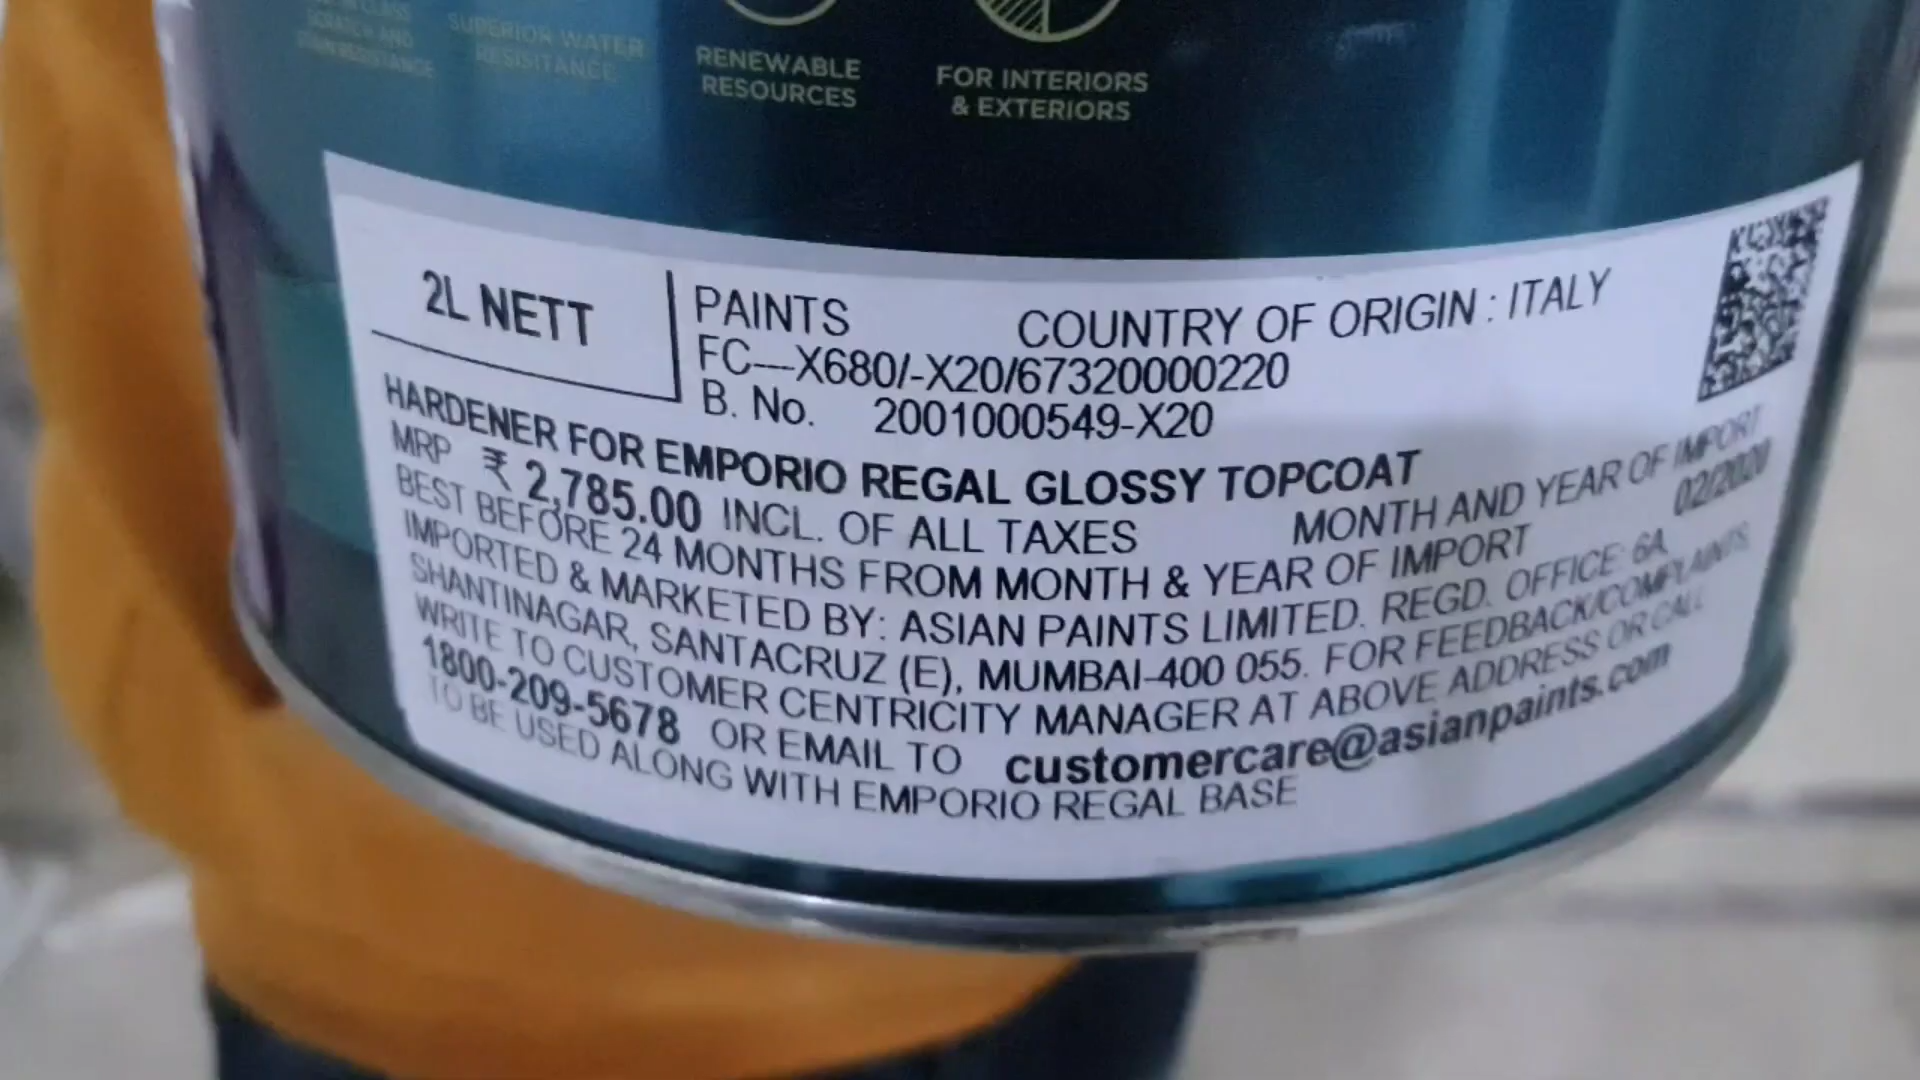 SCRATCH AND
SUPERIOR WATER
RESISITANCE
RENEWABLE
RESOURCES
FOR INTERIORS
& EXTERIORS
2L NETT
PAINTS COUNTRY OF ORIGIN : ITALY
FC---X680/-X20/67320000220
B. No. 2001000549-X20
HARDENER FOR EMPORIO REGAL GLOSSY TOPCOAT
MRP ₹ 2,785.00 INCL. OF ALL TAXES MONTH AND YEAR OF IMPORT
02/2020
BEST BEFORE 24 MONTHS FROM MONTH & YEAR OF IMPORT
IMPORTED & MARKETED BY: ASIAN PAINTS LIMITED. REGD. OFFICE: 6A,
SHANTINAGAR, SANTACRUZ (E), MUMBAI-400 055. FOR FEEDBACK/COMPLAINTS,
WRITE TO CUSTOMER CENTRICITY MANAGER AT ABOVE ADDRESS OR CALL
1800-209-5678 OR EMAIL TO customercare@asianpaints.com
TO BE USED ALONG WITH EMPORIO REGAL BASE